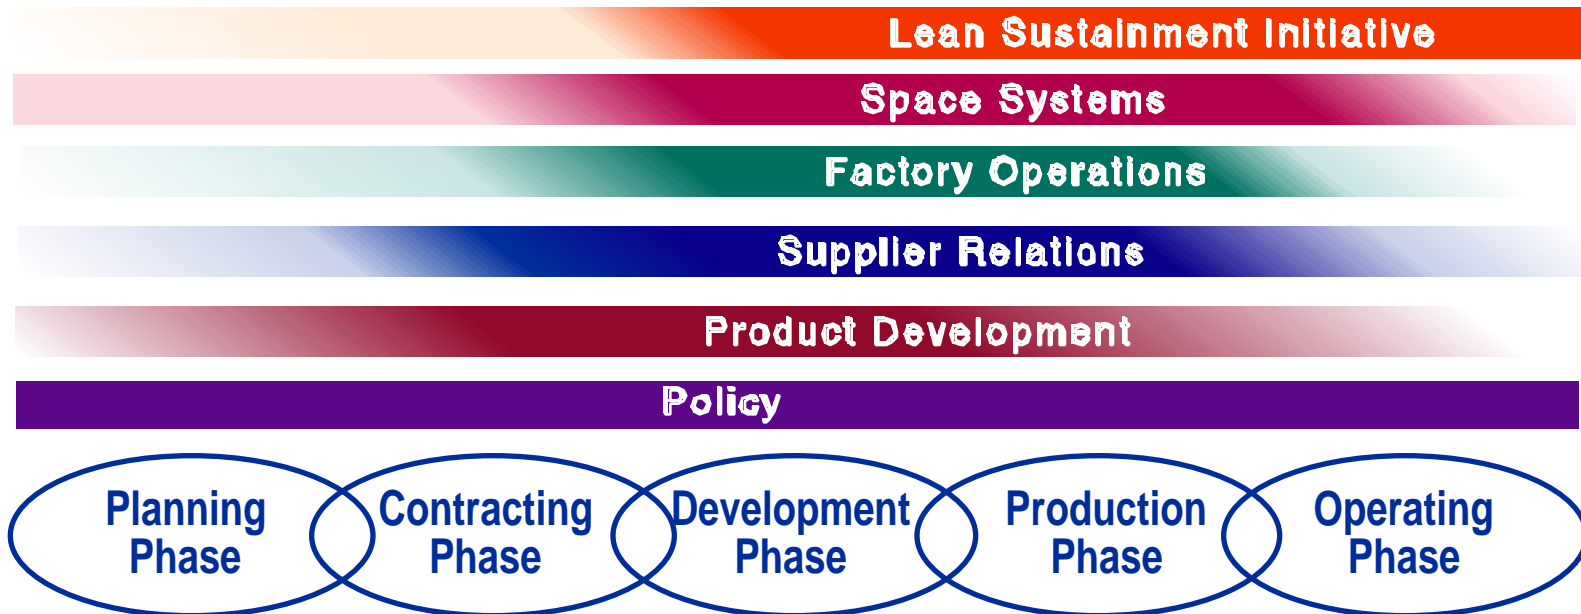 Lean Sustainment Initiative
Space Systems
Factory Operations
Supplier Relations
Product Development
Policy
Planning
Phase
Contracting
Phase
Development
Phase
Production
Phase
Operating
Phase